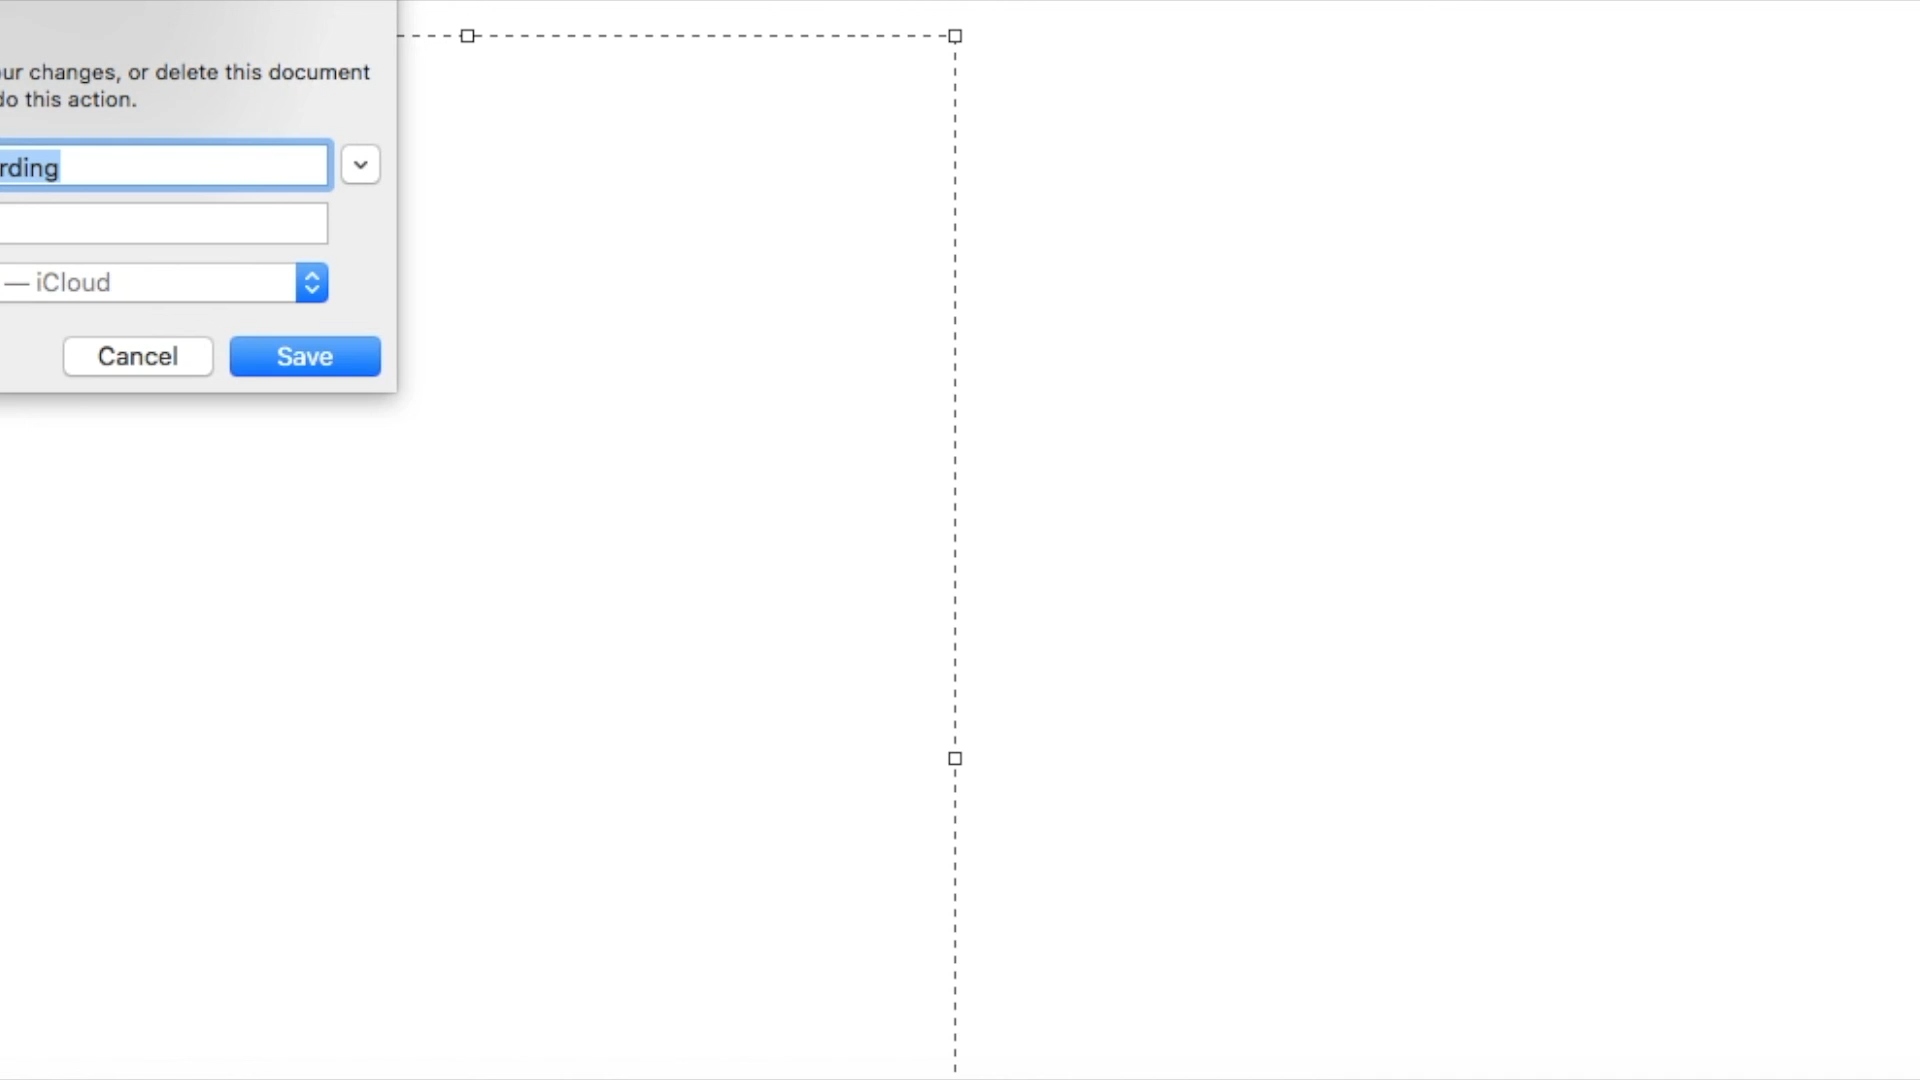 ur changes, or delete this document
do this action.
rding
— iCloud
Cancel Save